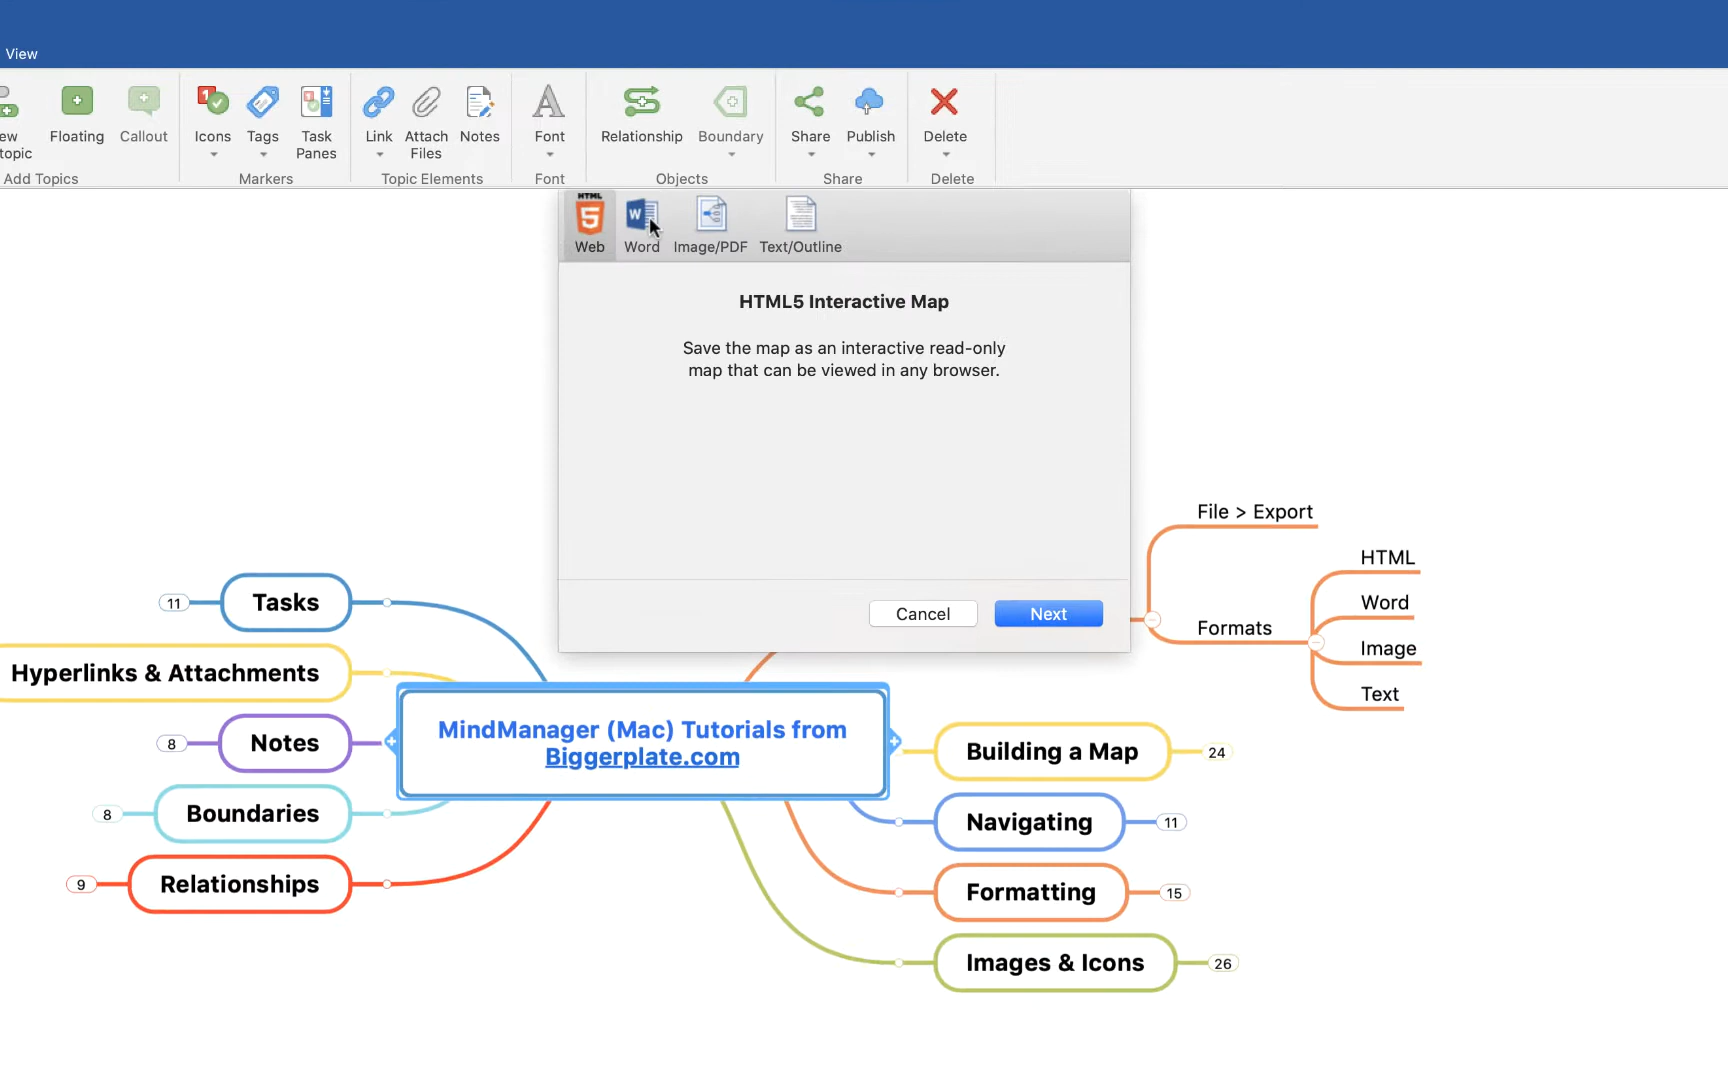 View
Floating
Callout
Icons
Tags
Task
Panes
Link
Attach
Files
Notes
Font
Relationship
Boundary
Share
Publish
Delete
Add Topics
Markers
Topic Elements
Font
Objects
Share
Delete
HTML
5
W
Web
Word
Image/PDF
Text/Outline
HTML5 Interactive Map
Save the map as an interactive read-only
map that can be viewed in any browser.
Cancel
Next
File > Export
Formats
HTML
Word
Image
Text
11
Tasks
Hyperlinks & Attachments
8
Notes
8
Boundaries
9
Relationships
MindManager (Mac) Tutorials from
Biggerplate.com
Building a Map
24
Navigating
11
Formatting
15
Images & Icons
26